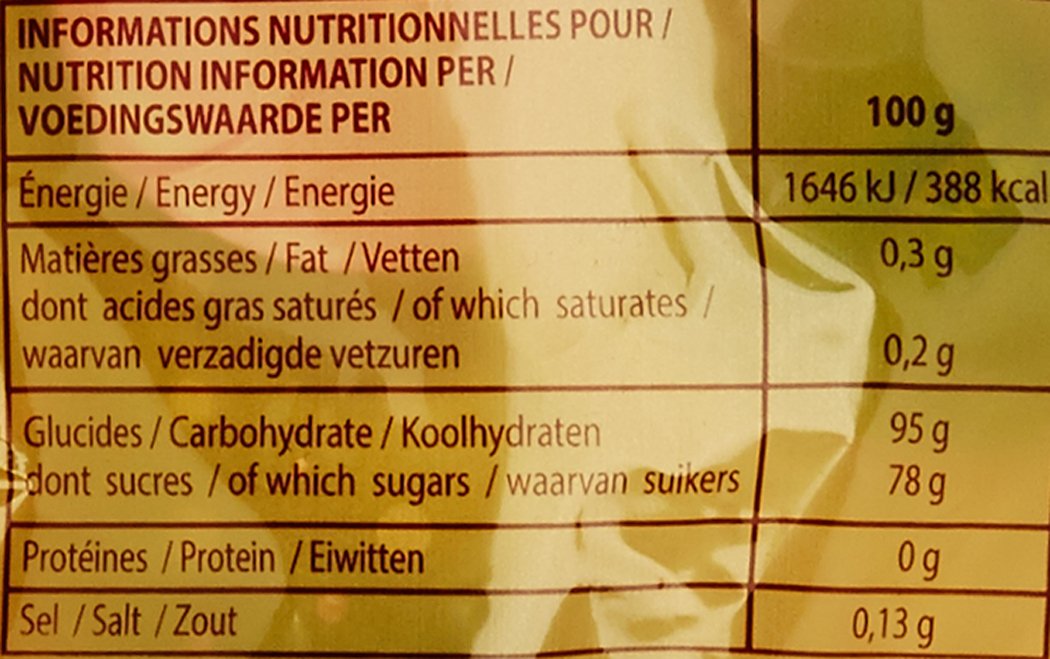 INFORMATIONS NUTRITIONNELLES POUR /
NUTRITION INFORMATION PER /
VOEDINGSWAARDE PER 100 g
Énergie / Energy / Energie 1646 kJ / 388 kcal
Matières grasses / Fat / Vetten 0,3 g
dont acides gras saturés / of which saturates /
waarvan verzadigde vetzuren 0,2 g
Glucides / Carbohydrate / Koolhydraten 95 g
dont sucres / of which sugars / waarvan suikers 78 g
Protéines / Protein / Eiwitten 0 g
Sel / Salt / Zout 0,13 g